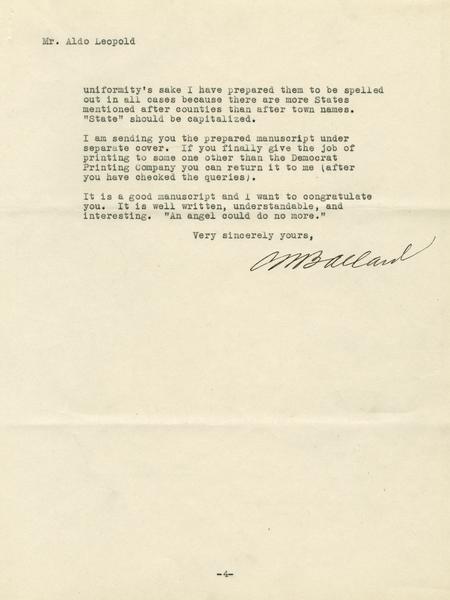 Mr. Aldo Leopold
uniformity's sake I have prepared them to be spelled
out in all cases because there are more States
mentioned after counties than after town names.
"State" should be capitalized.
I am sending you the prepared manuscript under
separate cover. If you finally give the job of
printing to some one other than the Democrat
Printing Company you can return it to me (after
you have checked the queries).
It is a good manuscript and I want to congratulate
you. It is well written, understandable, and
interesting. "An angel could do no more."
Very sincerely yours,
Ballard
-4-